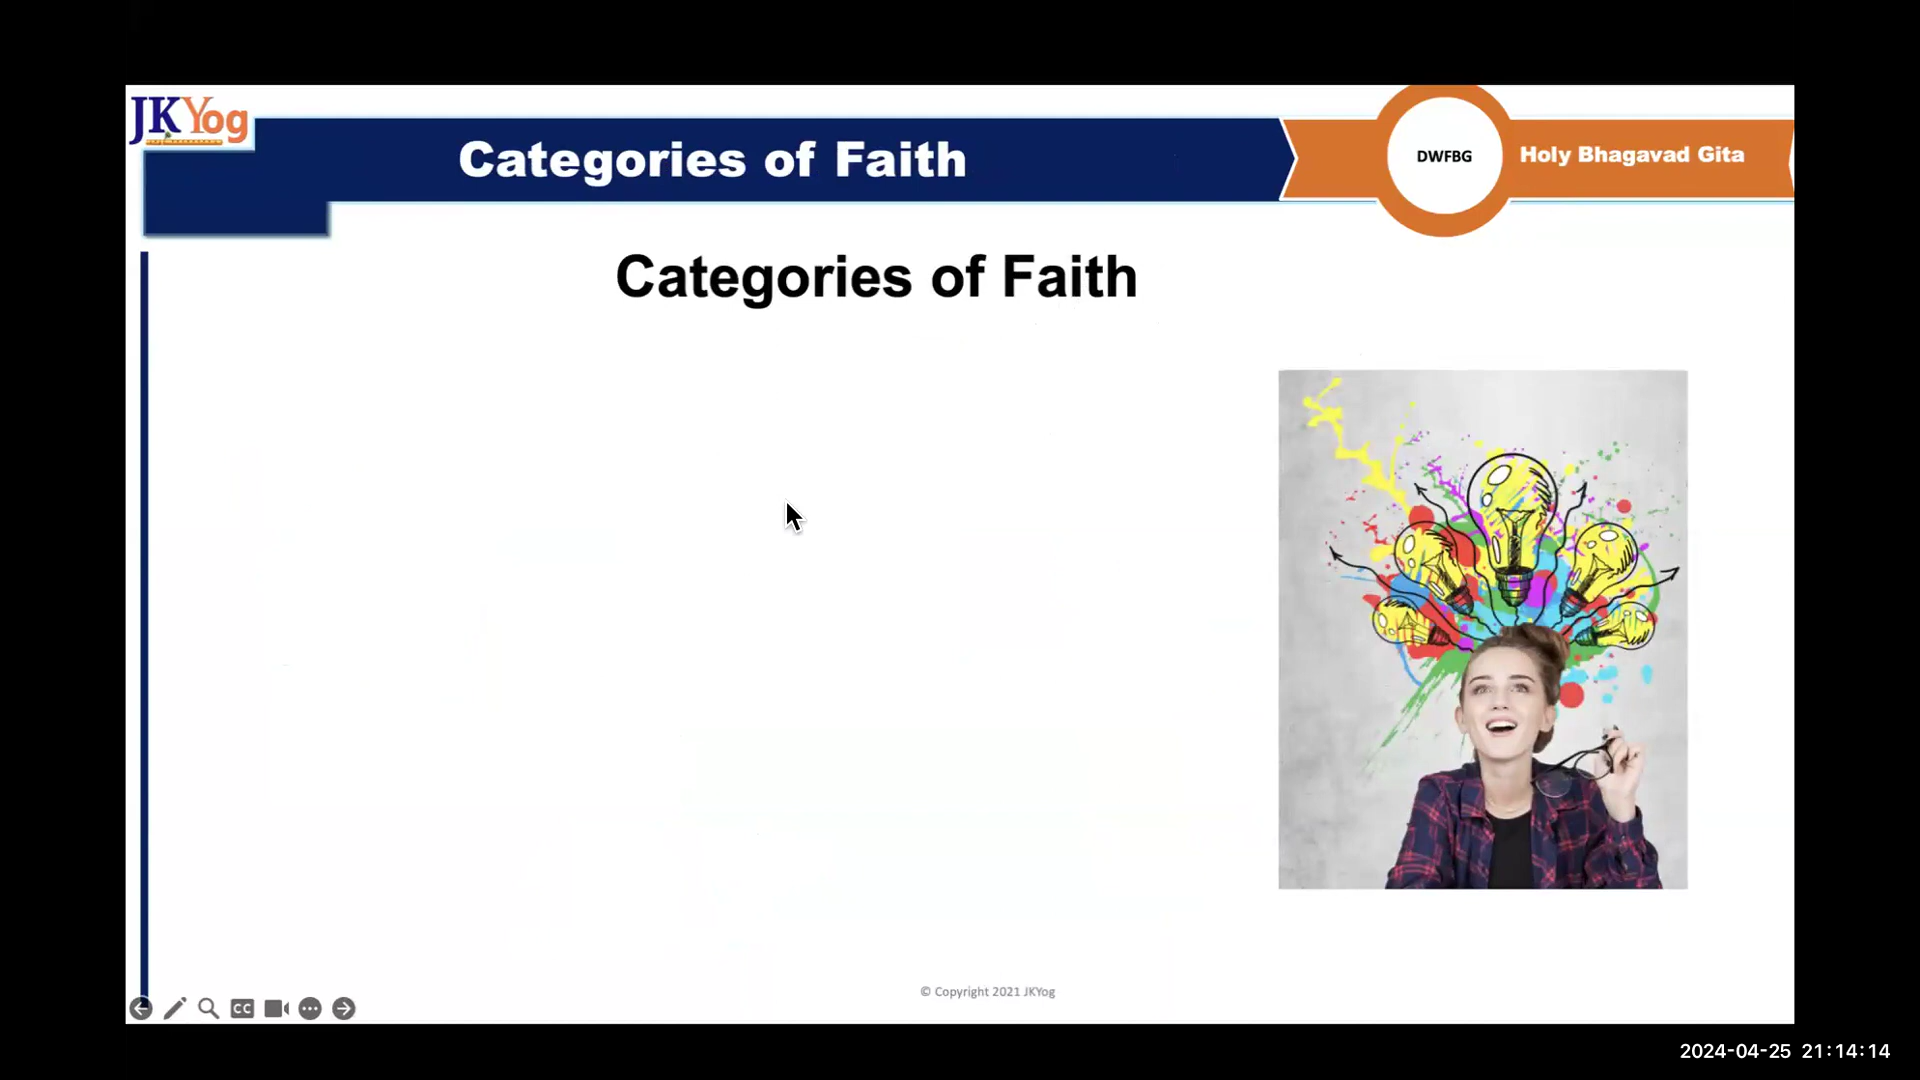 JKYog
Categories of Faith
DWFBG
Holy Bhagavad Gita
Categories of Faith
© Copyright 2021 JKYog
CC
2024-04-25 21:14:14